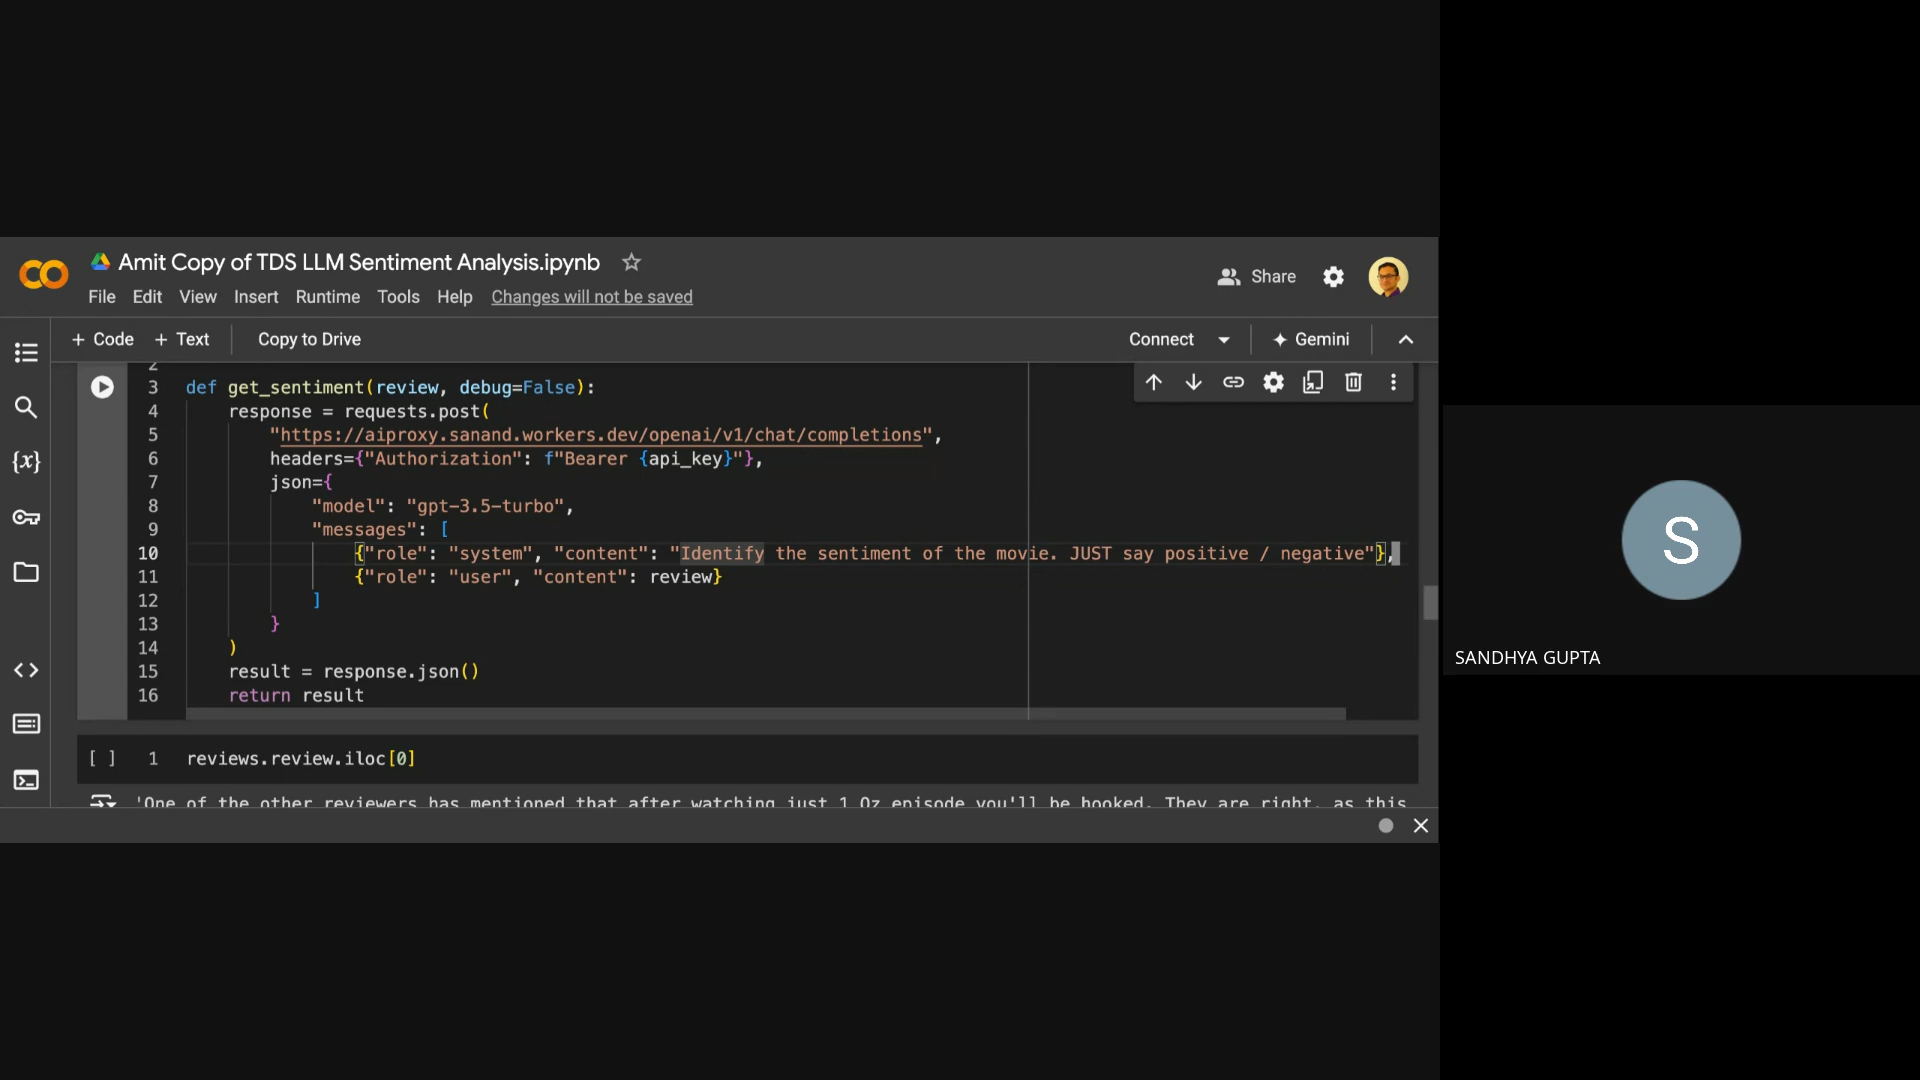 Amit Copy of TDS LLM Sentiment Analysis.ipynb
File Edit View Insert Runtime Tools Help Changes will not be saved
Share
+ Code + Text Copy to Drive
Connect
Gemini
2
3 def get_sentiment(review, debug=False):
4 response = requests.post(
5 "https://aiproxy.sanand.workers.dev/openai/v1/chat/completions",
6 headers={"Authorization": f"Bearer {api_key}"},
7 json={
8 "model": "gpt-3.5-turbo",
9 "messages": [
10 {"role": "system", "content": "Identify the sentiment of the movie. JUST say positive / negative"},
11 {"role": "user", "content": review}
12 ]
13 }
14 )
15 result = response.json()
16 return result
[ ] 1 reviews.review.iloc[0]
'One of the other reviewers has mentioned that after watching just 1 Oz episode you'll be hooked. They are right, as this
S
SANDHYA GUPTA